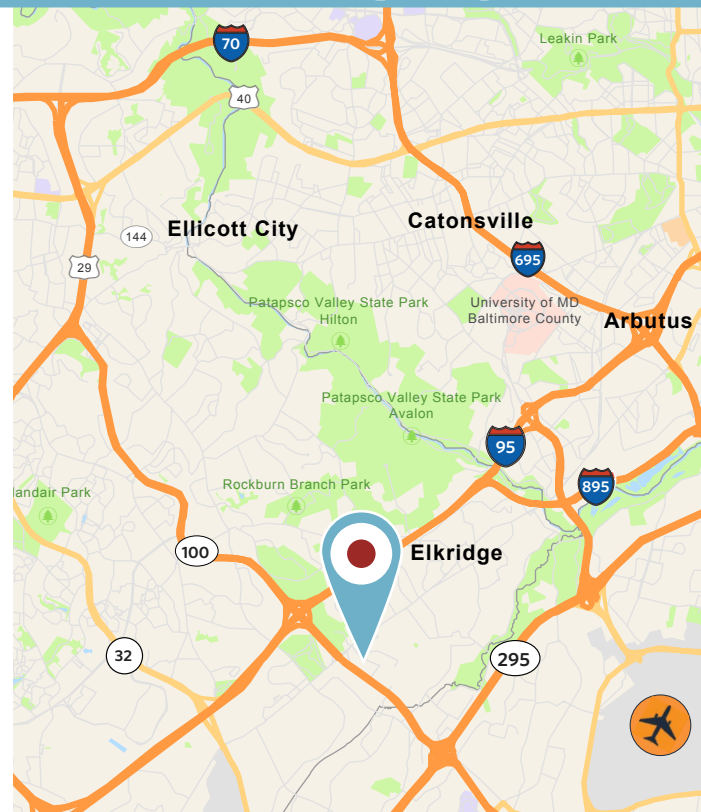 70
Leakin Park
40
Ellicott City
Catonsville
144
695
29
Patapsco Valley State Park
Hilton
University of MD
Baltimore County
Arbutus
Patapsco Valley State Park
Avalon
95
895
landair Park
Rockburn Branch Park
100
Elkridge
32
295